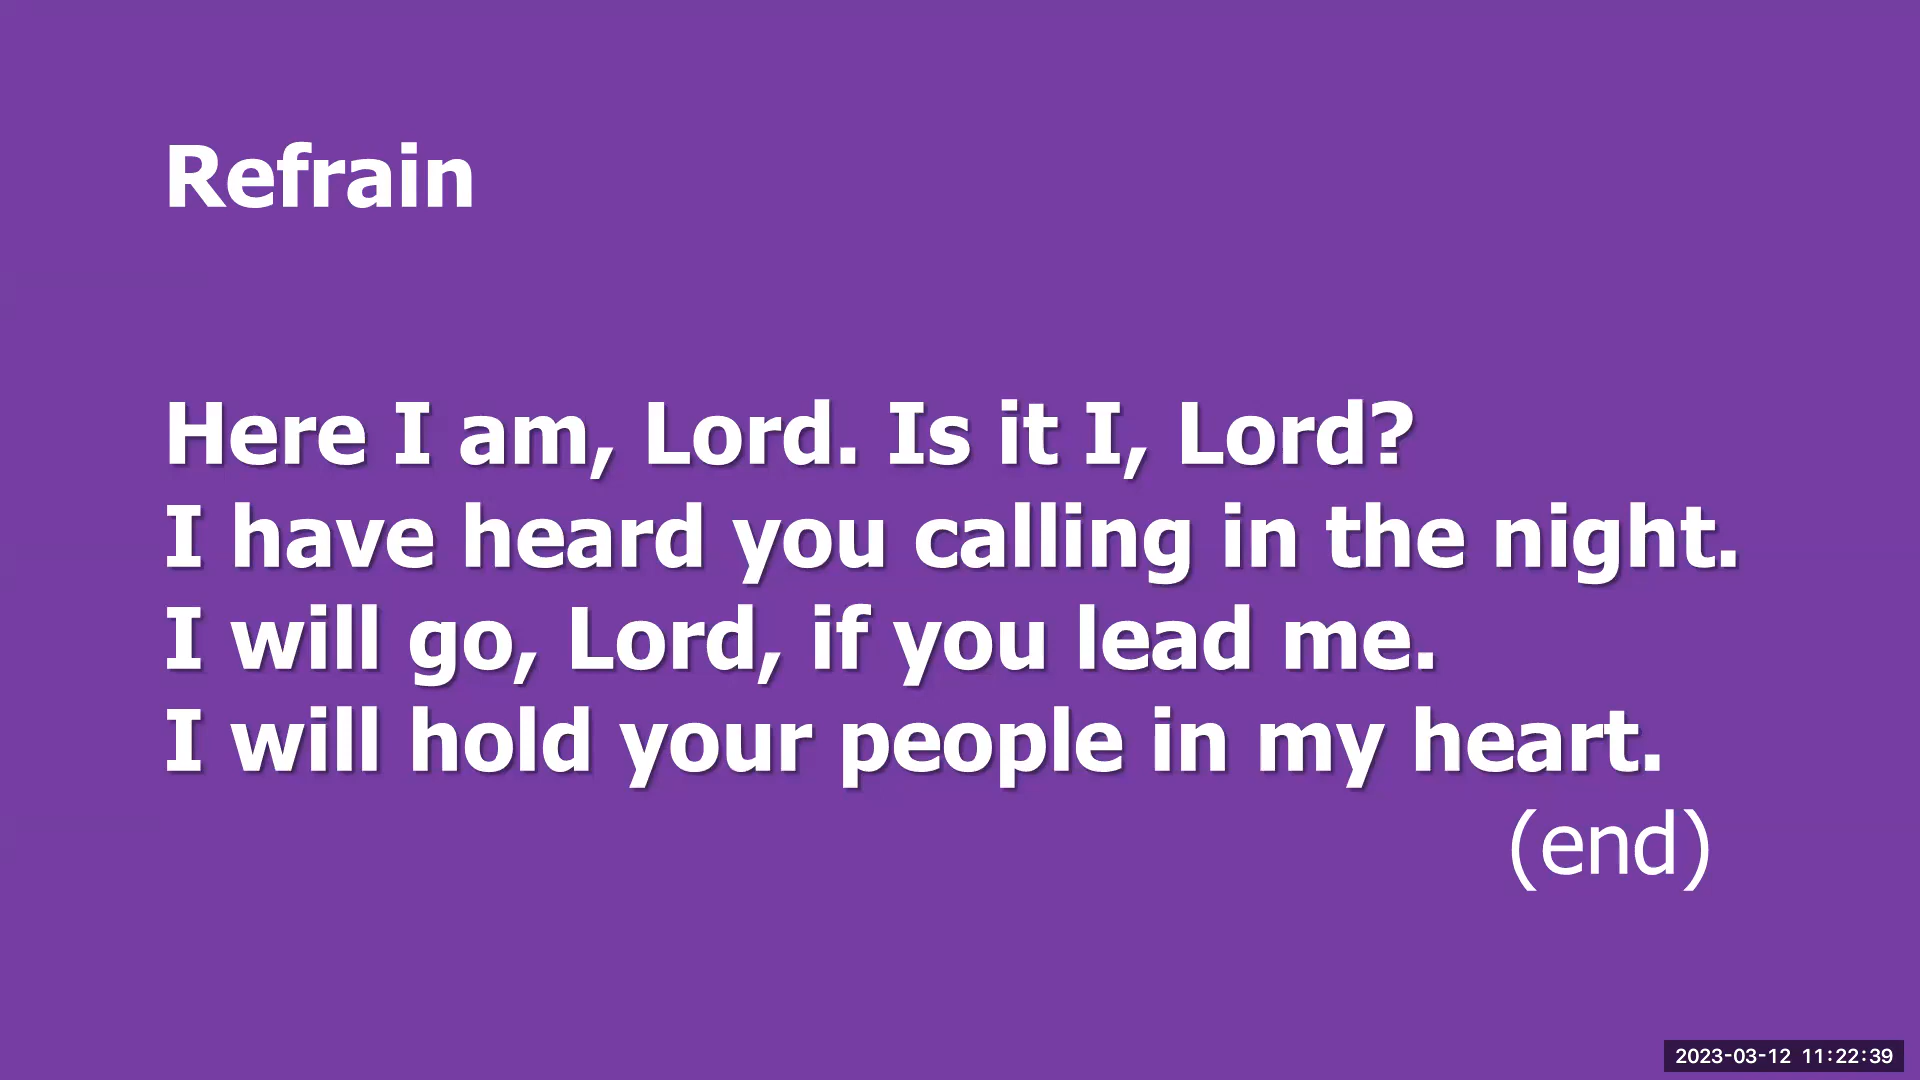 Refrain
Here I am, Lord. Is it I, Lord?
I have heard you calling in the night.
I will go, Lord, if you lead me.
I will hold your people in my heart.
(end)
2023-03-12 11:22:39